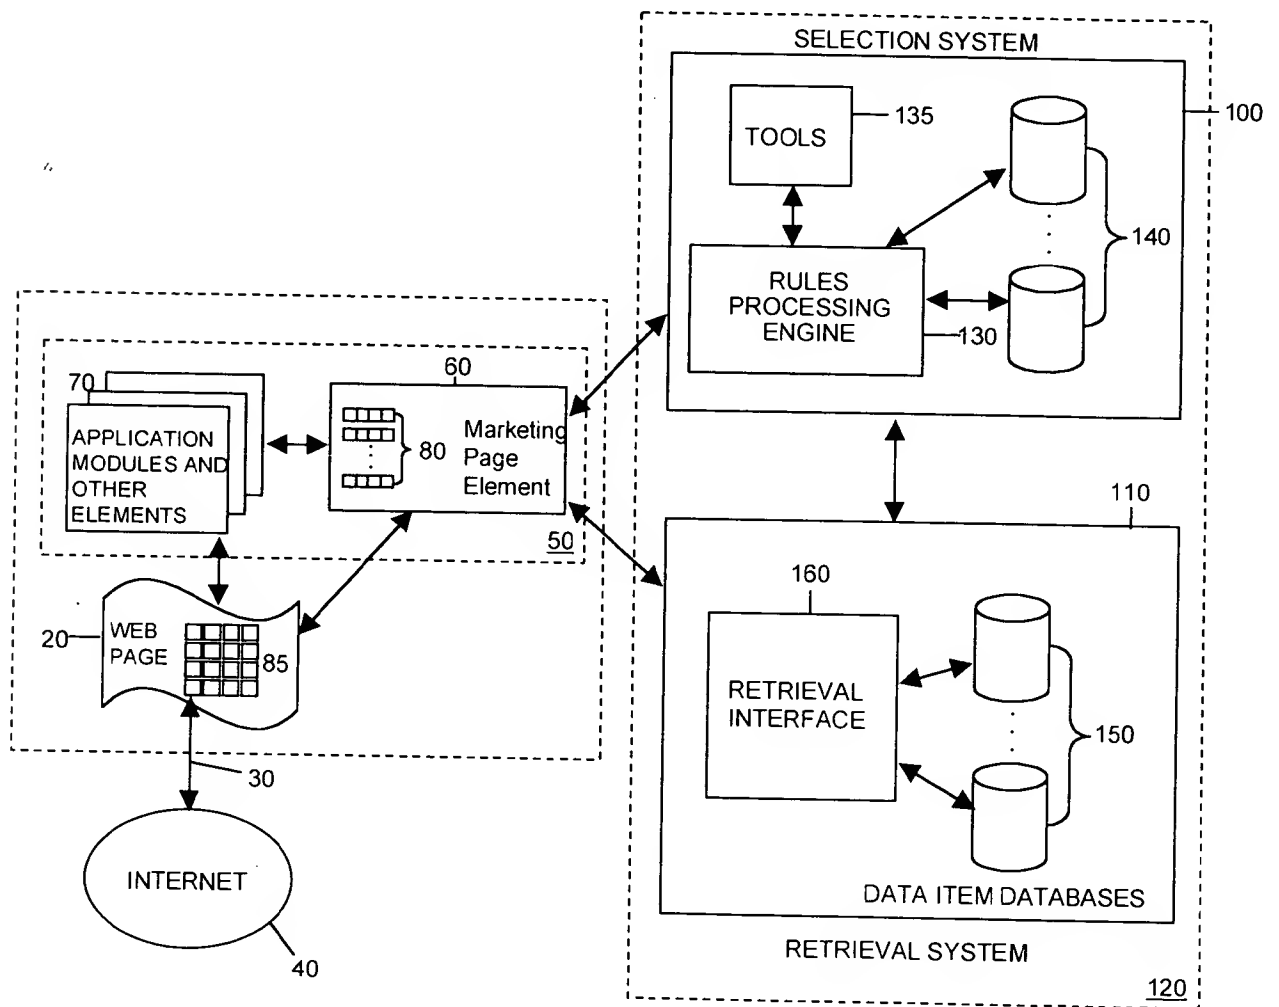 SELECTION SYSTEM
100
TOOLS
135
140
RULES
PROCESSING
ENGINE
130
60
70
APPLICATION
MODULES AND
OTHER
ELEMENTS
80
Marketing
Page
Element
50
110
20
WEB
PAGE
85
160
RETRIEVAL
INTERFACE
150
30
INTERNET
40
DATA ITEM DATABASES
RETRIEVAL SYSTEM
120